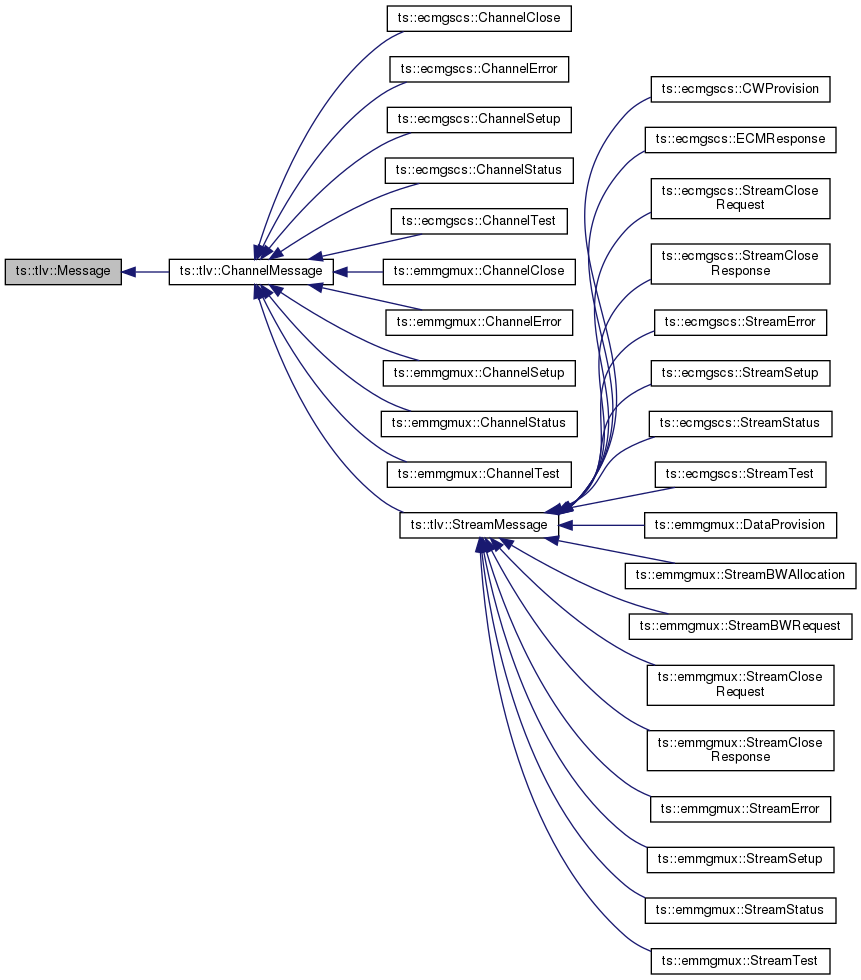 ts::tlv::Message
ts::tlv::ChannelMessage
ts::ecmgscs::ChannelClose
ts::ecmgscs::ChannelError
ts::ecmgscs::ChannelSetup
ts::ecmgscs::ChannelStatus
ts::ecmgscs::ChannelTest
ts::emmgmux::ChannelClose
ts::emmgmux::ChannelError
ts::emmgmux::ChannelSetup
ts::emmgmux::ChannelStatus
ts::emmgmux::ChannelTest
ts::tlv::StreamMessage
ts::ecmgscs::CWProvision
ts::ecmgscs::ECMResponse
ts::ecmgscs::StreamClose
Request
ts::ecmgscs::StreamClose
Response
ts::ecmgscs::StreamError
ts::ecmgscs::StreamSetup
ts::ecmgscs::StreamStatus
ts::ecmgscs::StreamTest
ts::emmgmux::DataProvision
ts::emmgmux::StreamBWAllocation
ts::emmgmux::StreamBWRequest
ts::emmgmux::StreamClose
Request
ts::emmgmux::StreamClose
Response
ts::emmgmux::StreamError
ts::emmgmux::StreamSetup
ts::emmgmux::StreamStatus
ts::emmgmux::StreamTest